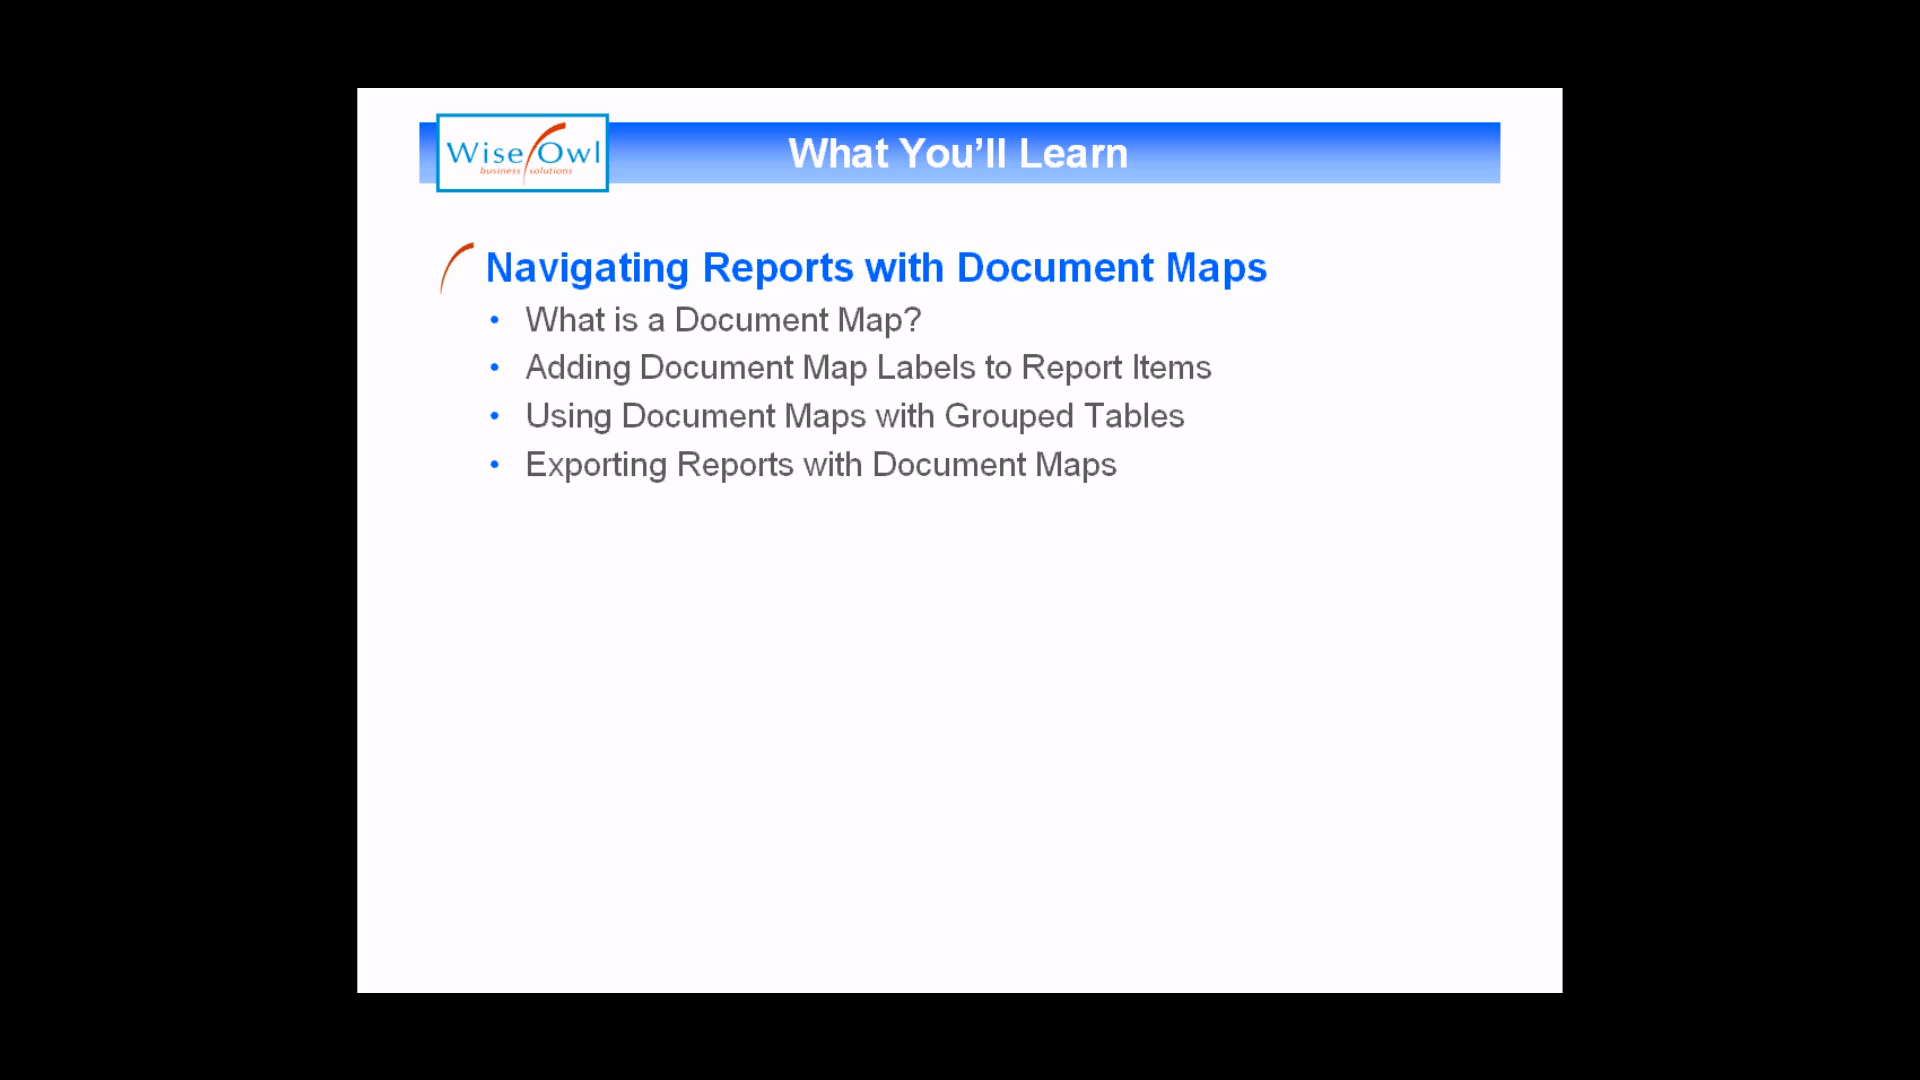 Wise Owl
business solutions
What You’ll Learn
Navigating Reports with Document Maps
• What is a Document Map?
• Adding Document Map Labels to Report Items
• Using Document Maps with Grouped Tables
• Exporting Reports with Document Maps